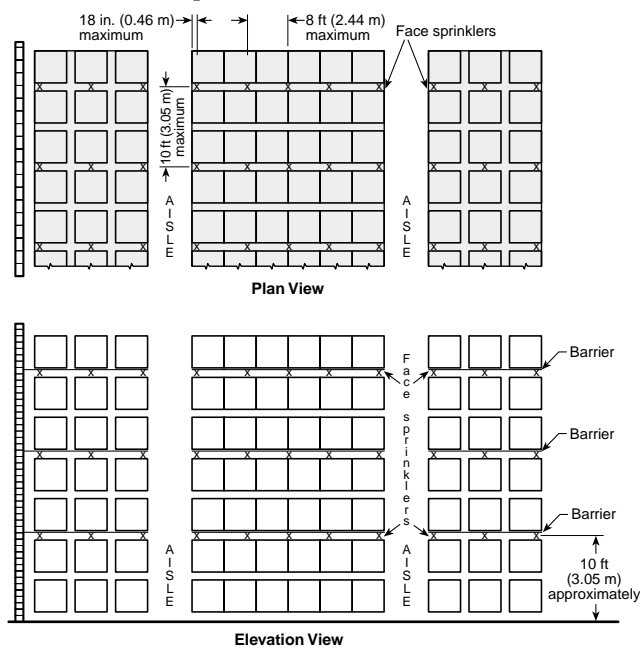 18 in. (0.46 m)
maximum
8 ft (2.44 m)
maximum
Face sprinklers
X X X X X X X X X X X
10 ft (3.05 m)
maximum
X X X X X X X X X X X
AISLE
AISLE
X X X X X X X X X X X
Plan View
Barrier
X X X X X X X X X X X
Face sprinklers
Barrier
X X X X X X X X X X X
Barrier
X X X X X X X X X X X
AISLE
AISLE
10 ft
(3.05 m)
approximately
Elevation View